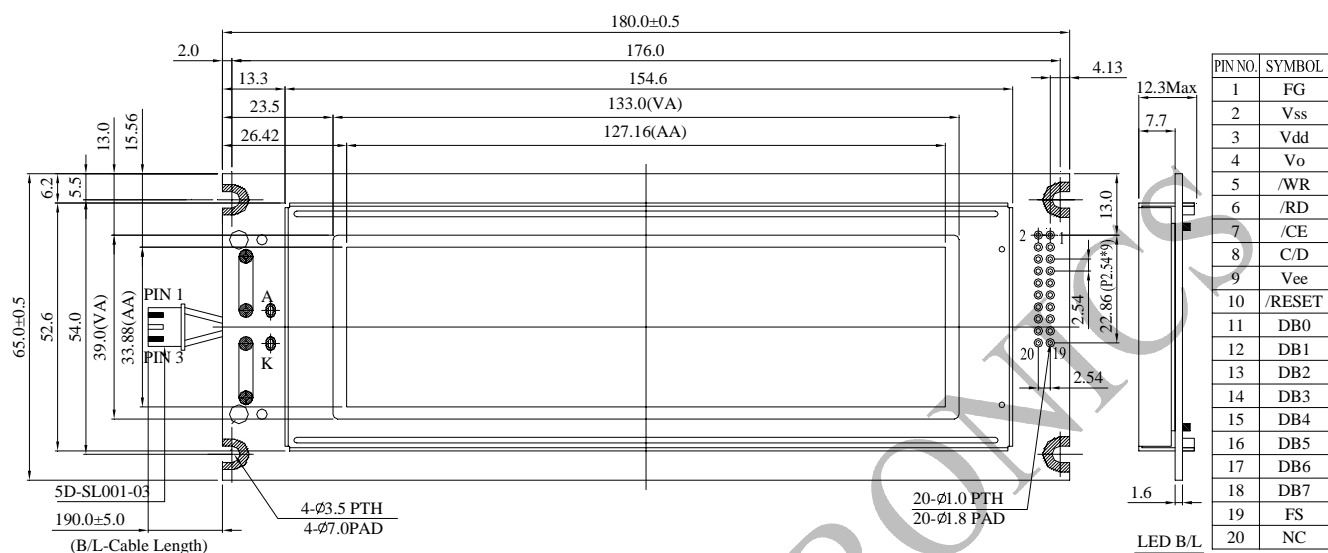 180.0±0.5
176.0
2.0
4.13
13.3
154.6
12.3Max
23.5
133.0(VA)
7.7
26.42
127.16(AA)
13.0
15.56
6.2
5.5
13.0
65.0±0.5
52.6
54.0
39.0(VA)
33.88(AA)
2 1
PIN 1
A
PIN 3
K
20 19
2.54
22.86 (P2.54*9)
2.54
5D-SL001-03
190.0±5.0
(B/L-Cable Length)
4-Ø3.5 PTH
4-Ø7.0PAD
20-Ø1.0 PTH
20-Ø1.8 PAD
1.6
LED B/L
PIN NO. SYMBOL
1 FG
2 Vss
3 Vdd
4 Vo
5 /WR
6 /RD
7 /CE
8 C/D
9 Vee
10 /RESET
11 DB0
12 DB1
13 DB2
14 DB3
15 DB4
16 DB5
17 DB6
18 DB7
19 FS
20 NC
RONICS